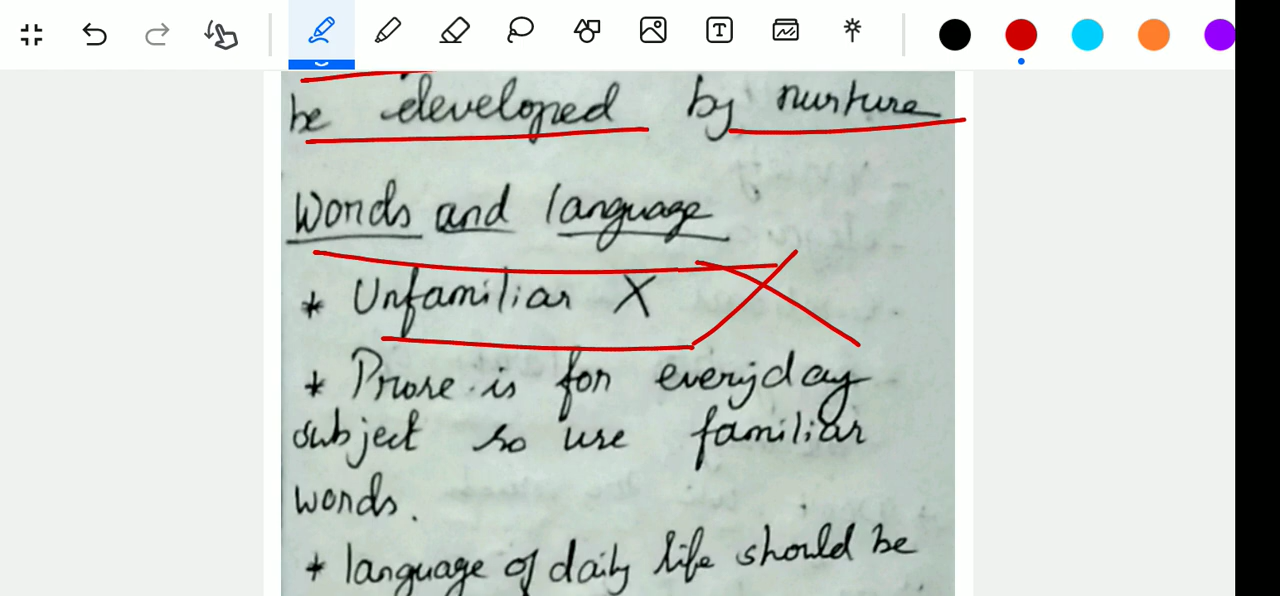 be developed by nurture
Words and language
* Unfamiliar X
* Prose is for everyday
subject so use familiar
words.
* language of daily life should be